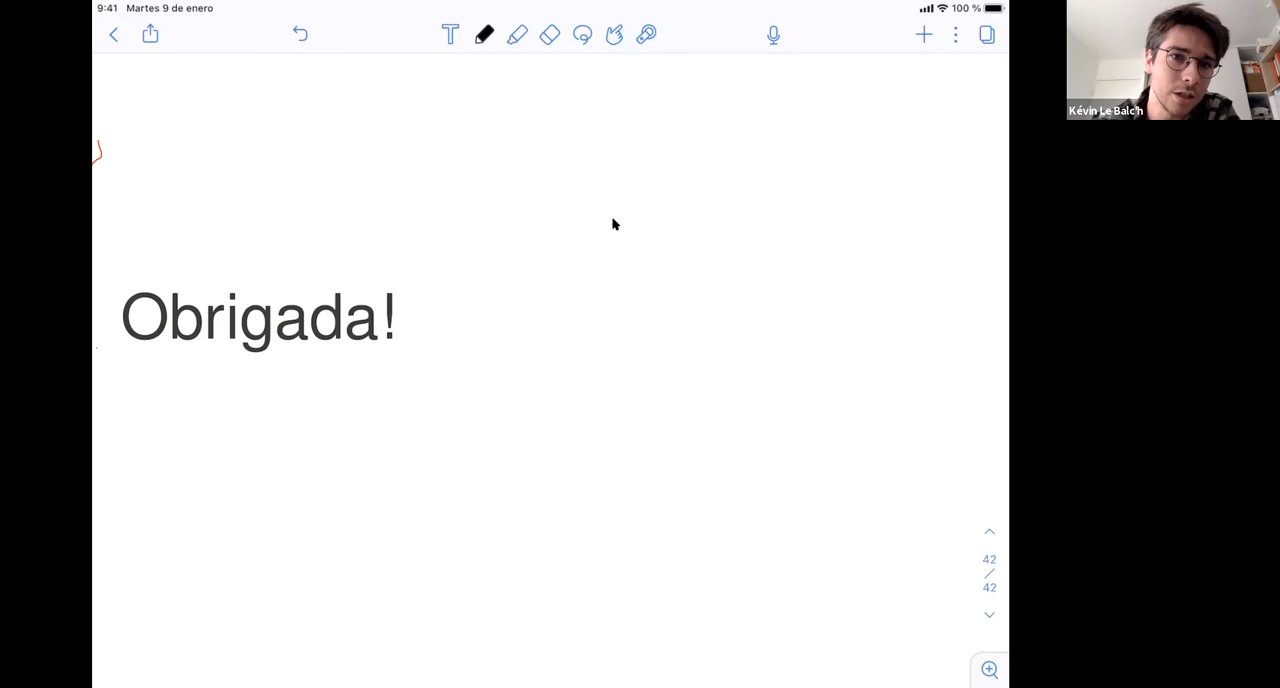 9:41 Martes 9 de enero
100 %
Kévin Le Balc'h
Obrigada!
42
/
42